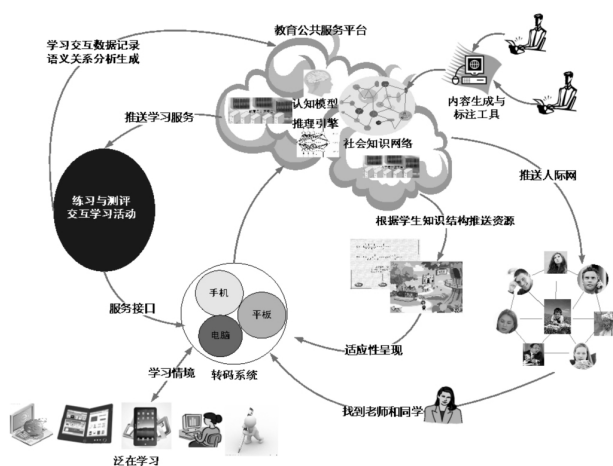 学习交互数据记录
语义关系分析生成
教育公共服务平台
认知模型
推理引擎
社会知识网络
内容生成与
标注工具
推送学习服务
推送人际网
练习与测评
交互学习活动
根据学生知识结构推送资源
手机
平板
电脑
服务接口
适应性呈现
学习情境
转码系统
找到老师和同学
泛在学习